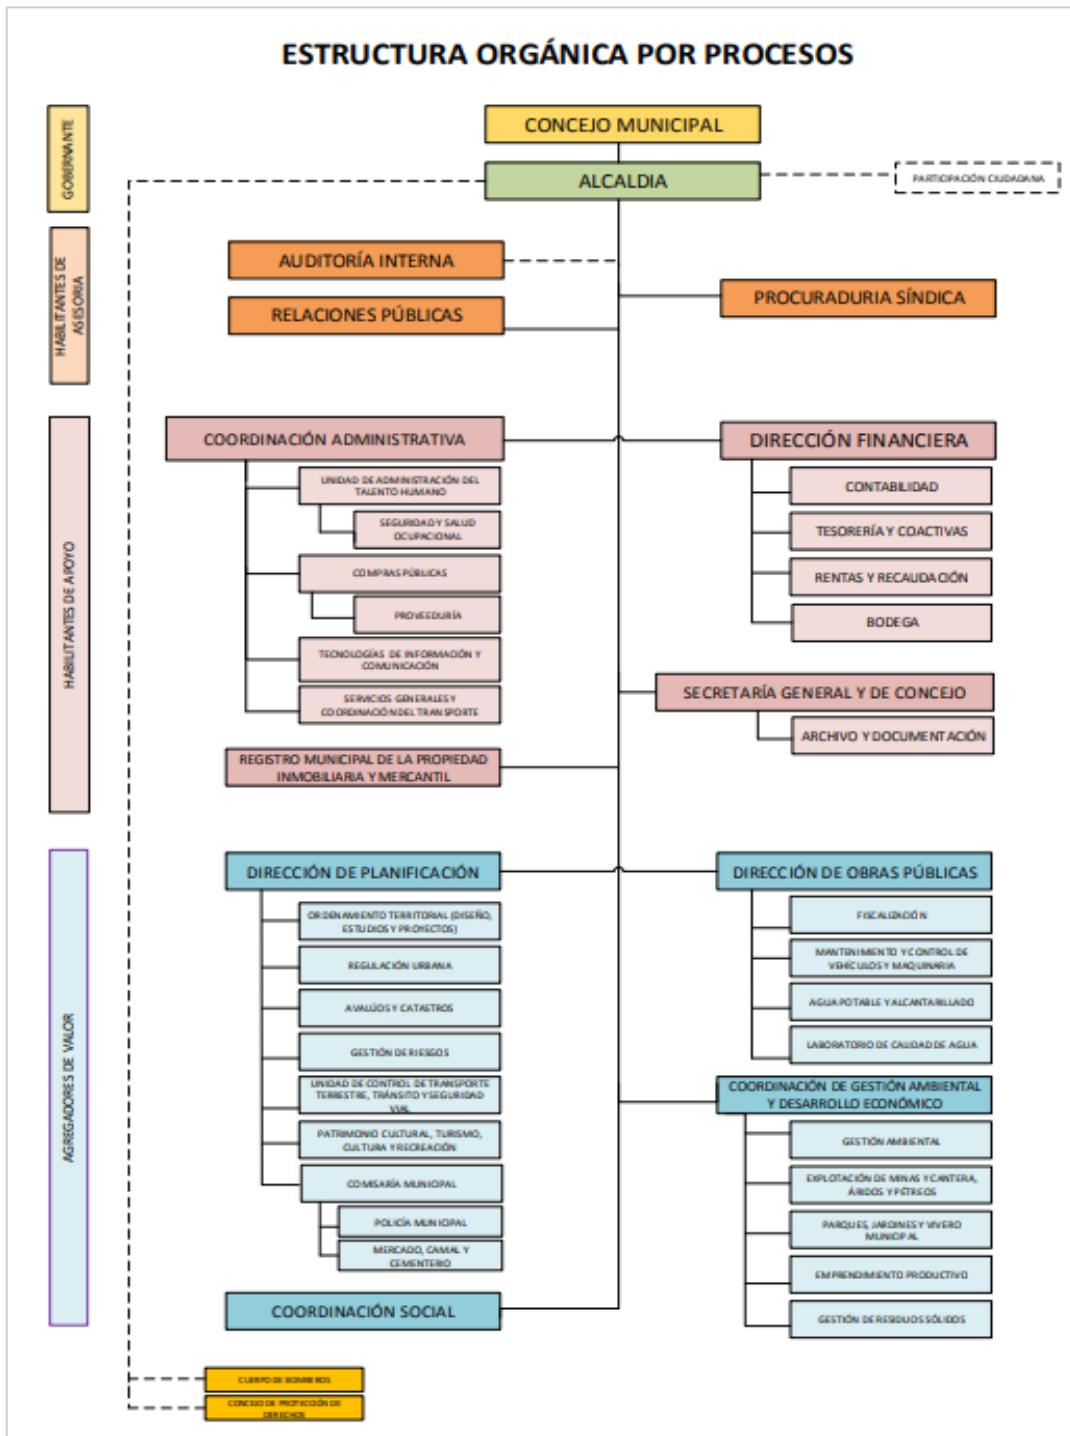 ESTRUCTURA ORGÁNICA POR PROCESOS
GOBERNANTE
CONCEJO MUNICIPAL
ALCALDIA
PARTICIPACIÓN CIUDADANA
HABILITANTES DE
ASESORIA
AUDITORÍA INTERNA
RELACIONES PÚBLICAS
PROCURADURIA SÍNDICA
HABILITANTES DE APOYO
COORDINACIÓN ADMINISTRATIVA
UNIDAD DE ADMINISTRACIÓN DEL
TALENTO HUMANO
SEGURIDAD Y SALUD
OCUPACIONAL
COMPRAS PÚBLICAS
PROVEEDURÍA
TECNOLOGÍAS DE INFORMACIÓN Y
COMUNICACIÓN
SERVICIOS GENERALES Y
COORDINACIÓN DEL TRANSPORTE
REGISTRO MUNICIPAL DE LA PROPIEDAD
INMOBILIARIA Y MERCANTIL
DIRECCIÓN FINANCIERA
CONTABILIDAD
TESORERÍA Y COACTIVAS
RENTAS Y RECAUDACIÓN
BODEGA
SECRETARÍA GENERAL Y DE CONCEJO
ARCHIVO Y DOCUMENTACIÓN
AGREGADORES DE VALOR
DIRECCIÓN DE PLANIFICACIÓN
ORDENAMIENTO TERRITORIAL (DISEÑO,
ESTUDIOS Y PROYECTOS)
REGULACIÓN URBANA
AVALÚOS Y CATASTROS
GESTIÓN DE RIESGOS
UNIDAD DE CONTROL DE TRANSPORTE
TERRESTRE, TRÁNSITO Y SEGURIDAD
VIAL
PATRIMONIO CULTURAL, TURISMO,
CULTURA Y RECREACIÓN
COMISARÍA MUNICIPAL
POLICÍA MUNICIPAL
MERCADO, CAMAL Y
CEMENTERIO
COORDINACIÓN SOCIAL
DIRECCIÓN DE OBRAS PÚBLICAS
FISCALIZACIÓN
MANTENIMIENTO Y CONTROL DE
VEHÍCULOS Y MAQUINARIA
AGUA POTABLE Y ALCANTARILLADO
LABORATORIO DE CALIDAD DE AGUA
COORDINACIÓN DE GESTIÓN AMBIENTAL
Y DESARROLLO ECONÓMICO
GESTIÓN AMBIENTAL
EXPLOTACIÓN DE MINAS Y CANTERA,
ÁRIDOS Y PÉTREOS
PARQUES, JARDINES Y VIVERO
MUNICIPAL
EMPRENDIMIENTO PRODUCTIVO
GESTIÓN DE RESIDUOS SÓLIDOS
CUERPO DE BOMBEROS
CONCEJO DE PROTECCIÓN DE
DERECHOS